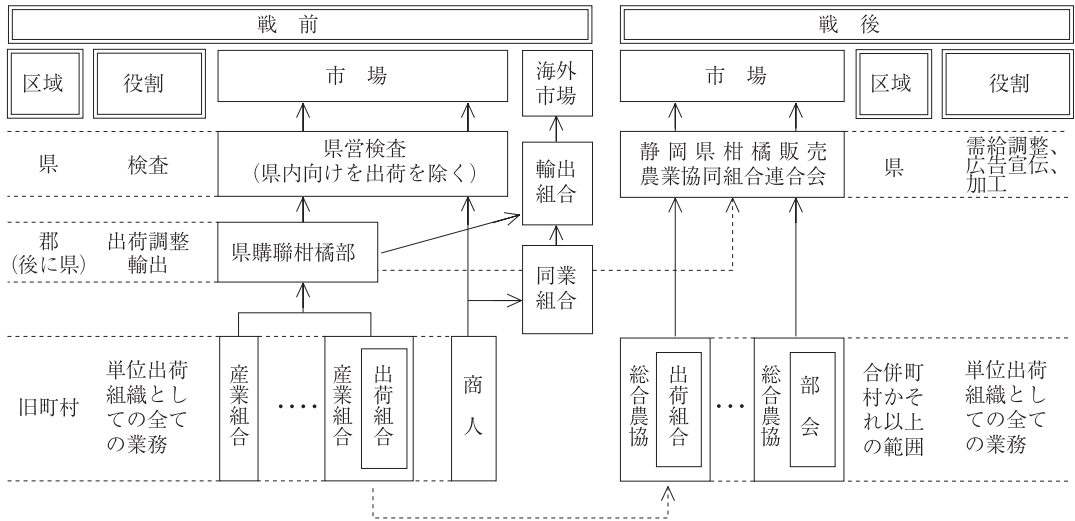 戦　前
区域
役割
市　場
海外
市場
県
検査
県営検査
（県内向けを出荷を除く）
輸出
組合
郡
（後に県）
出荷調整
輸出
県購聯柑橘部
同業
組合
旧町村
単位出荷
組織とし
ての全て
の業務
産業組合
‥‥
産業組合
出荷組合
商人
戦　後
市　場
区域
役割
静岡県柑橘販売
農業協同組合連合会
県
需給調整、
広告宣伝、
加工
総合農協
出荷組合
…
総合農協
部会
合併町
村かそ
れ以上
の範囲
単位出荷
組織とし
ての全て
の業務